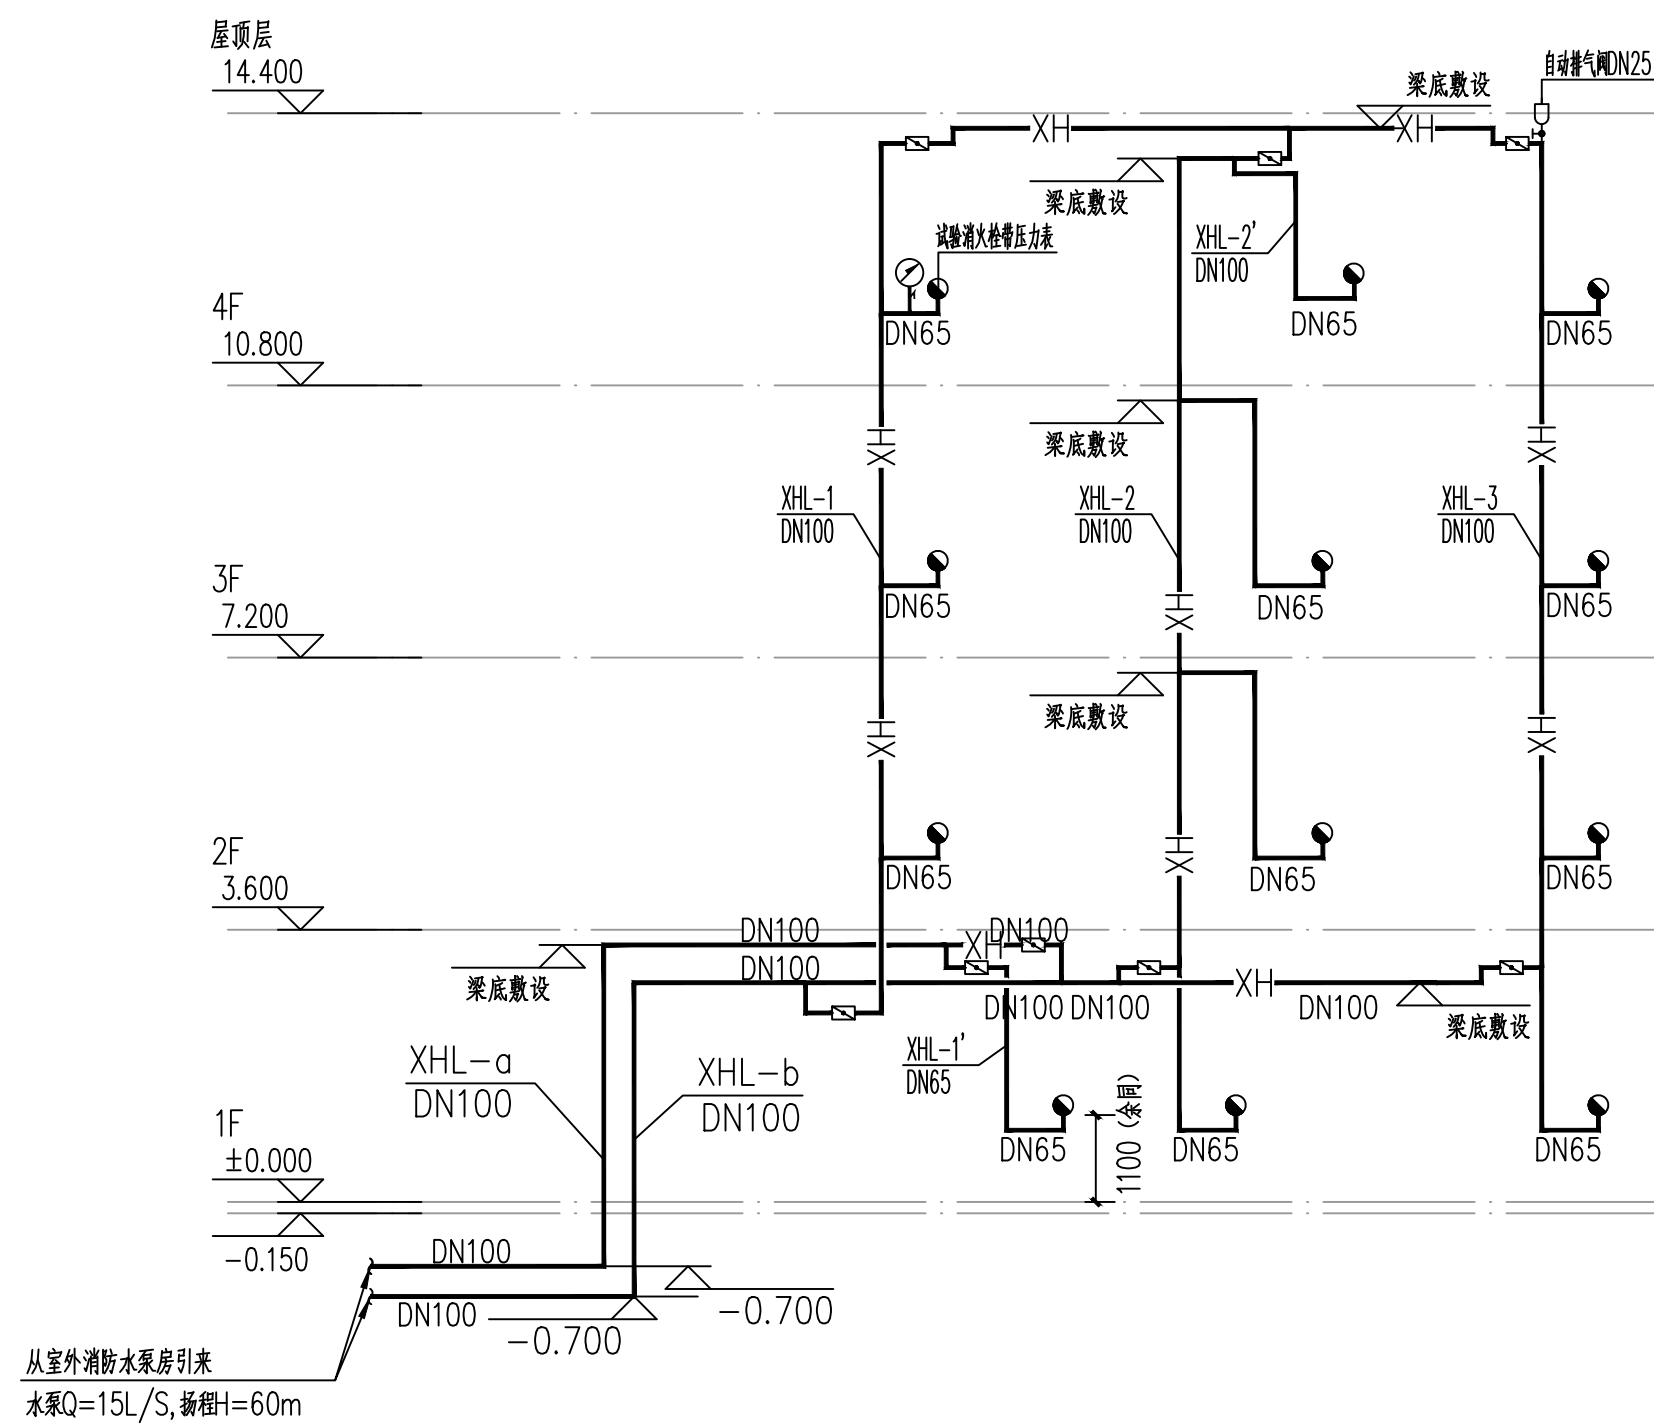 屋顶层
14.400
自动排气阀DN25
梁底敷设
XH
XH
梁底敷设
试验消火栓带压力表
XHL-2'
DN100
4F
10.800
DN65
DN65
DN65
梁底敷设
XH
XH
XHL-1
DN100
XHL-2
DN100
XHL-3
DN100
3F
7.200
DN65
DN65
DN65
XH
梁底敷设
XH
XH
2F
3.600
DN65
DN65
DN65
XH
DN100
DN100
XH
DN100
梁底敷设
XH
DN100
DN100
DN100
梁底敷设
XHL-1'
DN65
XHL-a
DN100
XHL-b
DN100
1F
±0.000
1100（余同）
DN65
DN65
DN65
-0.150
DN100
DN100
-0.700
-0.700
从室外消防水泵房引来
水泵Q=15L/S,扬程H=60m